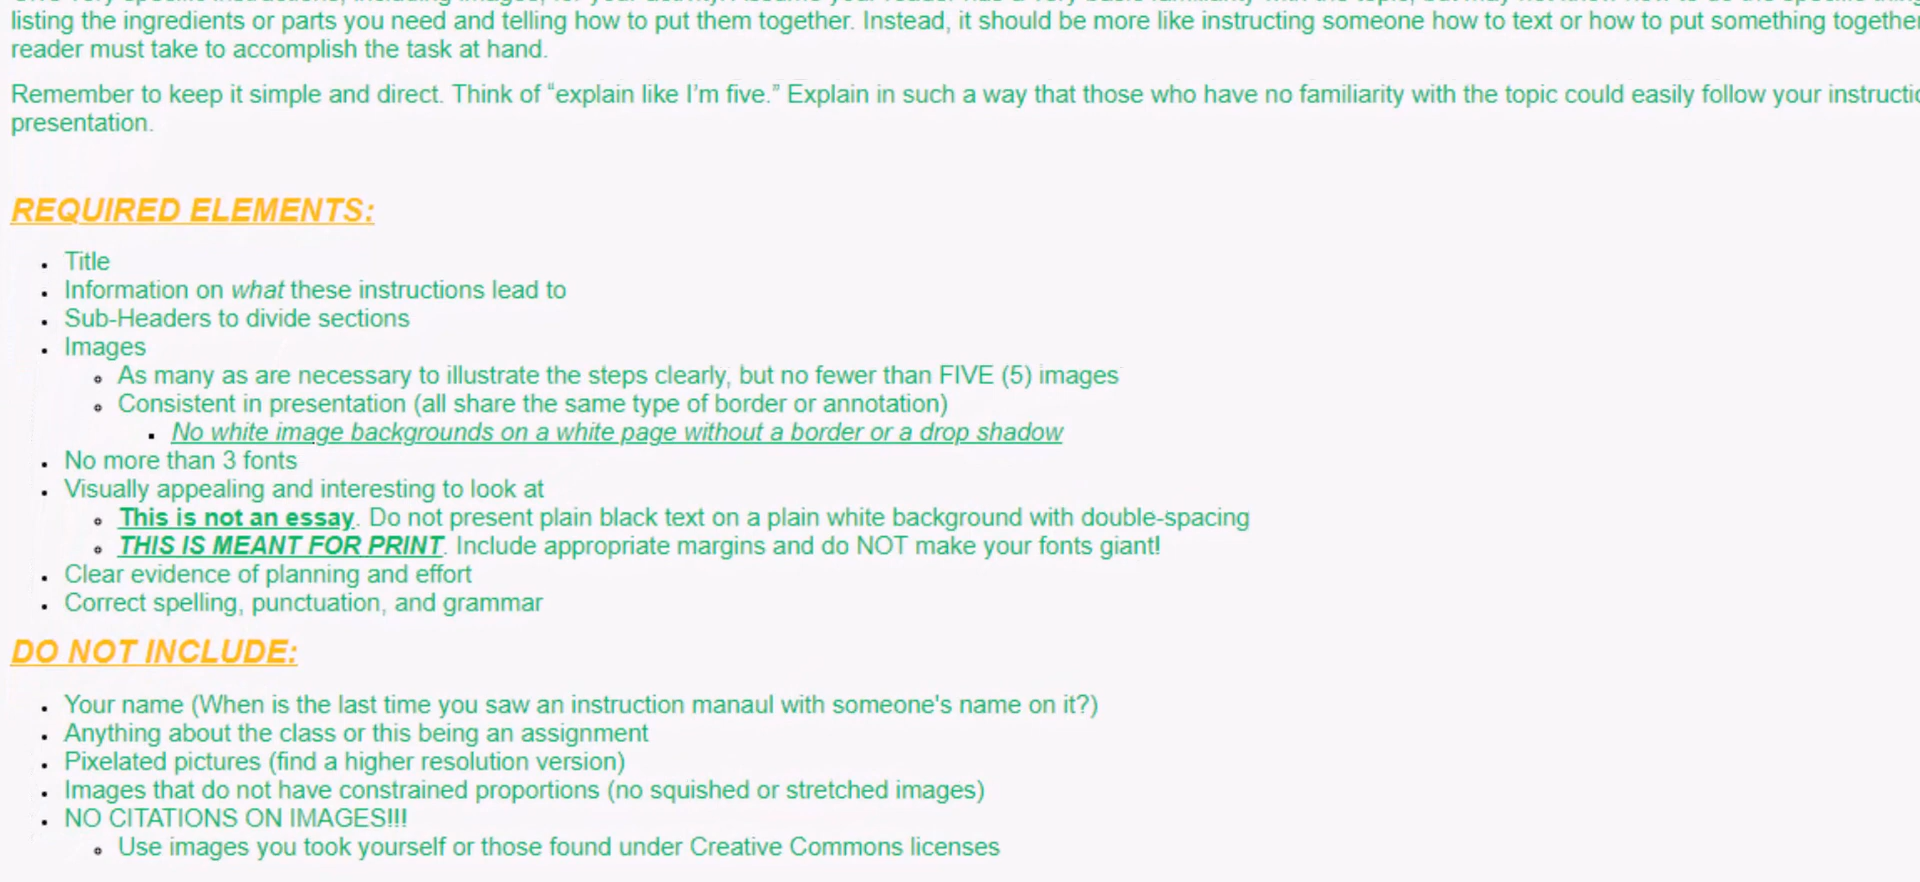 listing the ingredients or parts you need and telling how to put them together. Instead, it should be more like instructing someone how to text or how to put something together
reader must take to accomplish the task at hand.
Remember to keep it simple and direct. Think of “explain like I’m five.” Explain in such a way that those who have no familiarity with the topic could easily follow your
presentation.
REQUIRED ELEMENTS:
Title
Information on what these instructions lead to
Sub-Headers to divide sections
Images
As many as are necessary to illustrate the steps clearly, but no fewer than FIVE (5) images
Consistent in presentation (all share the same type of border or annotation)
No white image backgrounds on a white page without a border or a drop shadow
No more than 3 fonts
Visually appealing and interesting to look at
This is not an essay. Do not present plain black text on a plain white background with double-spacing
THIS IS MEANT FOR PRINT. Include appropriate margins and do NOT make your fonts giant!
Clear evidence of planning and effort
Correct spelling, punctuation, and grammar
DO NOT INCLUDE:
Your name (When is the last time you saw an instruction manaul with someone's name on it?)
Anything about the class or this being an assignment
Pixelated pictures (find a higher resolution version)
Images that do not have constrained proportions (no squished or stretched images)
NO CITATIONS ON IMAGES!!!
Use images you took yourself or those found under Creative Commons licenses